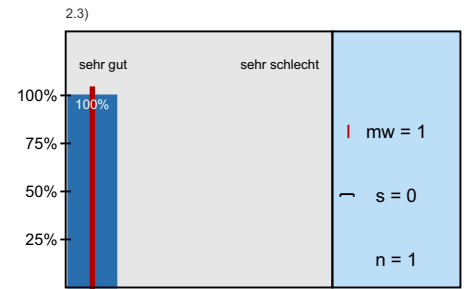 2.3)
sehr gut sehr schlecht
100%
100%
75%
mw = 1
50%
s = 0
25%
n = 1